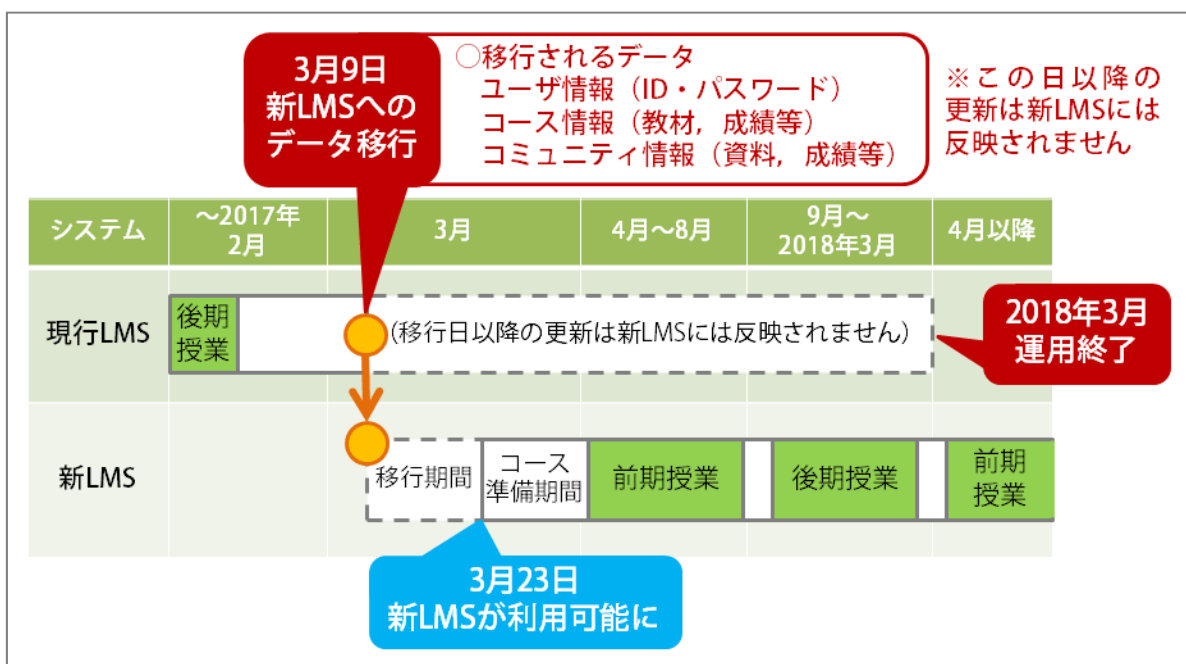 3月9日
新LMSへの
データ移行
○移行されるデータ
ユーザ情報（ID・パスワード）
コース情報（教材，成績等）
コミュニティ情報（資料，成績等）
※この日以降の
更新は新LMSには
反映されません
システム
～2017年
2月
3月
4月～8月
9月～
2018年3月
4月以降
現行LMS
後期
授業
(移行日以降の更新は新LMSには反映されません)
2018年3月
運用終了
新LMS
移行期間
コース
準備期間
前期授業
後期授業
前期
授業
3月23日
新LMSが利用可能に